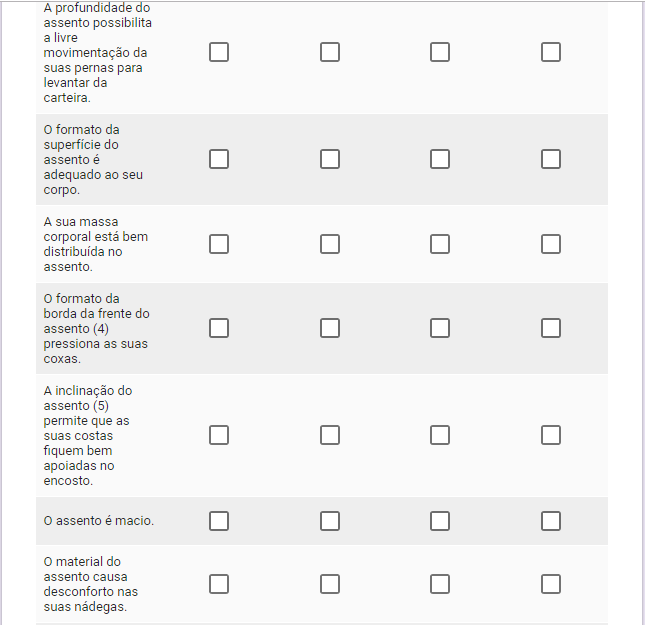 A profundidade do
assento possibilita
a livre
movimentação da
suas pernas para
levantar da
carteira.
O formato da
superfície do
assento é
adequado ao seu
corpo.
A sua massa
corporal está bem
distribuída no
assento.
O formato da
borda da frente do
assento (4)
pressiona as suas
coxas.
A inclinação do
assento (5)
permite que as
suas costas
fiquem bem
apoiadas no
encosto.
O assento é macio.
O material do
assento causa
desconforto nas
suas nádegas.